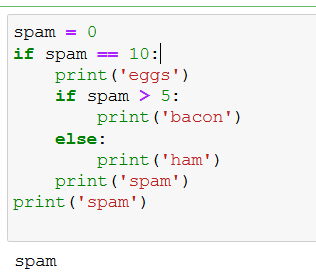 spam = 0
if spam == 10:
    print('eggs')
    if spam > 5:
        print('bacon')
    else:
        print('ham')
    print('spam')
print('spam')
spam